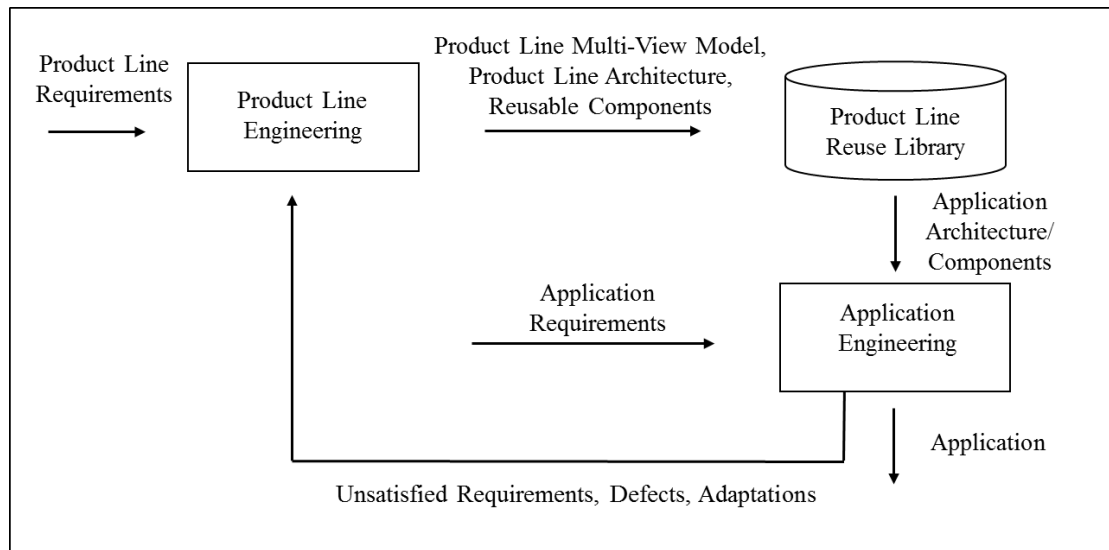 Product Line
Requirements
Product Line
Engineering
Product Line Multi-View Model,
Product Line Architecture,
Reusable Components
Product Line
Reuse Library
Application
Architecture/
Components
Application
Requirements
Application
Engineering
Application
Unsatisfied Requirements, Defects, Adaptations